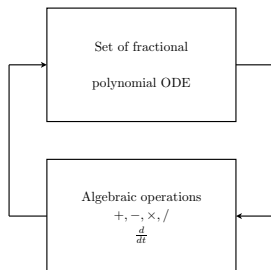 Set of fractional
polynomial ODE
Algebraic operations
+, −, ×, /
d/dt